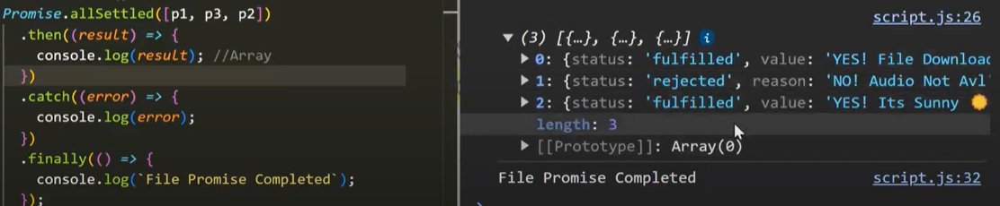 Promise.allSettled([p1, p3, p2])
.then((result) => {
console.log(result); //Array
})
.catch((error) => {
console.log(error);
})
.finally(() => {
console.log(`File Promise Completed`);
});
script.js:26
(3) [{…}, {…}, {…}] i
0: {status: 'fulfilled', value: 'YES! File Downloac
1: {status: 'rejected', reason: 'NO! Audio Not Avl
2: {status: 'fulfilled', value: 'YES! Its Sunny
length: 3
[[Prototype]]: Array(0)
File Promise Completed
script.js:32